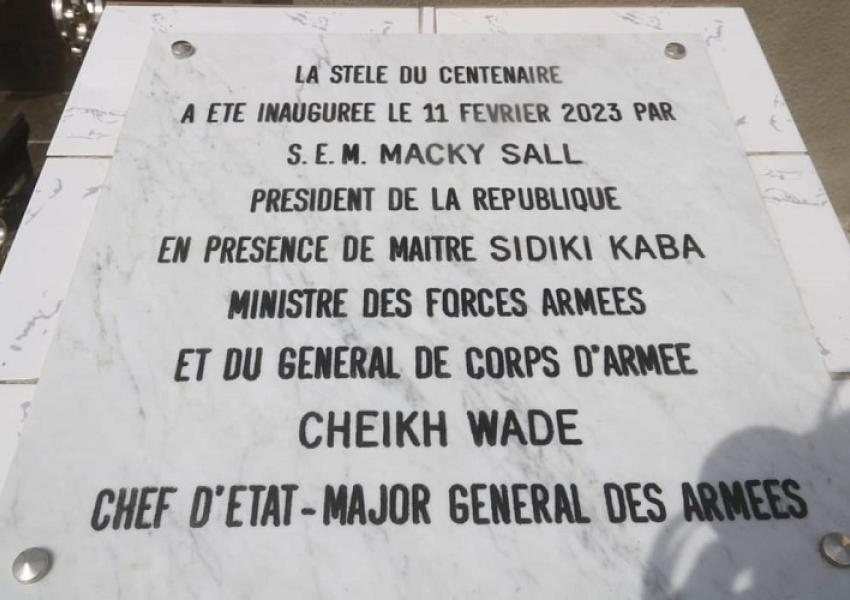 LA STELE DU CENTENAIRE
A ETE INAUGUREE LE 11 FEVRIER 2023 PAR
S.E.M. MACKY SALL
PRESIDENT DE LA REPUBLIQUE
EN PRESENCE DE MAITRE SIDIKI KABA
MINISTRE DES FORCES ARMEES
ET DU GENERAL DE CORPS D'ARMEE
CHEIKH WADE
CHEF D'ETAT-MAJOR GENERAL DES ARMEES